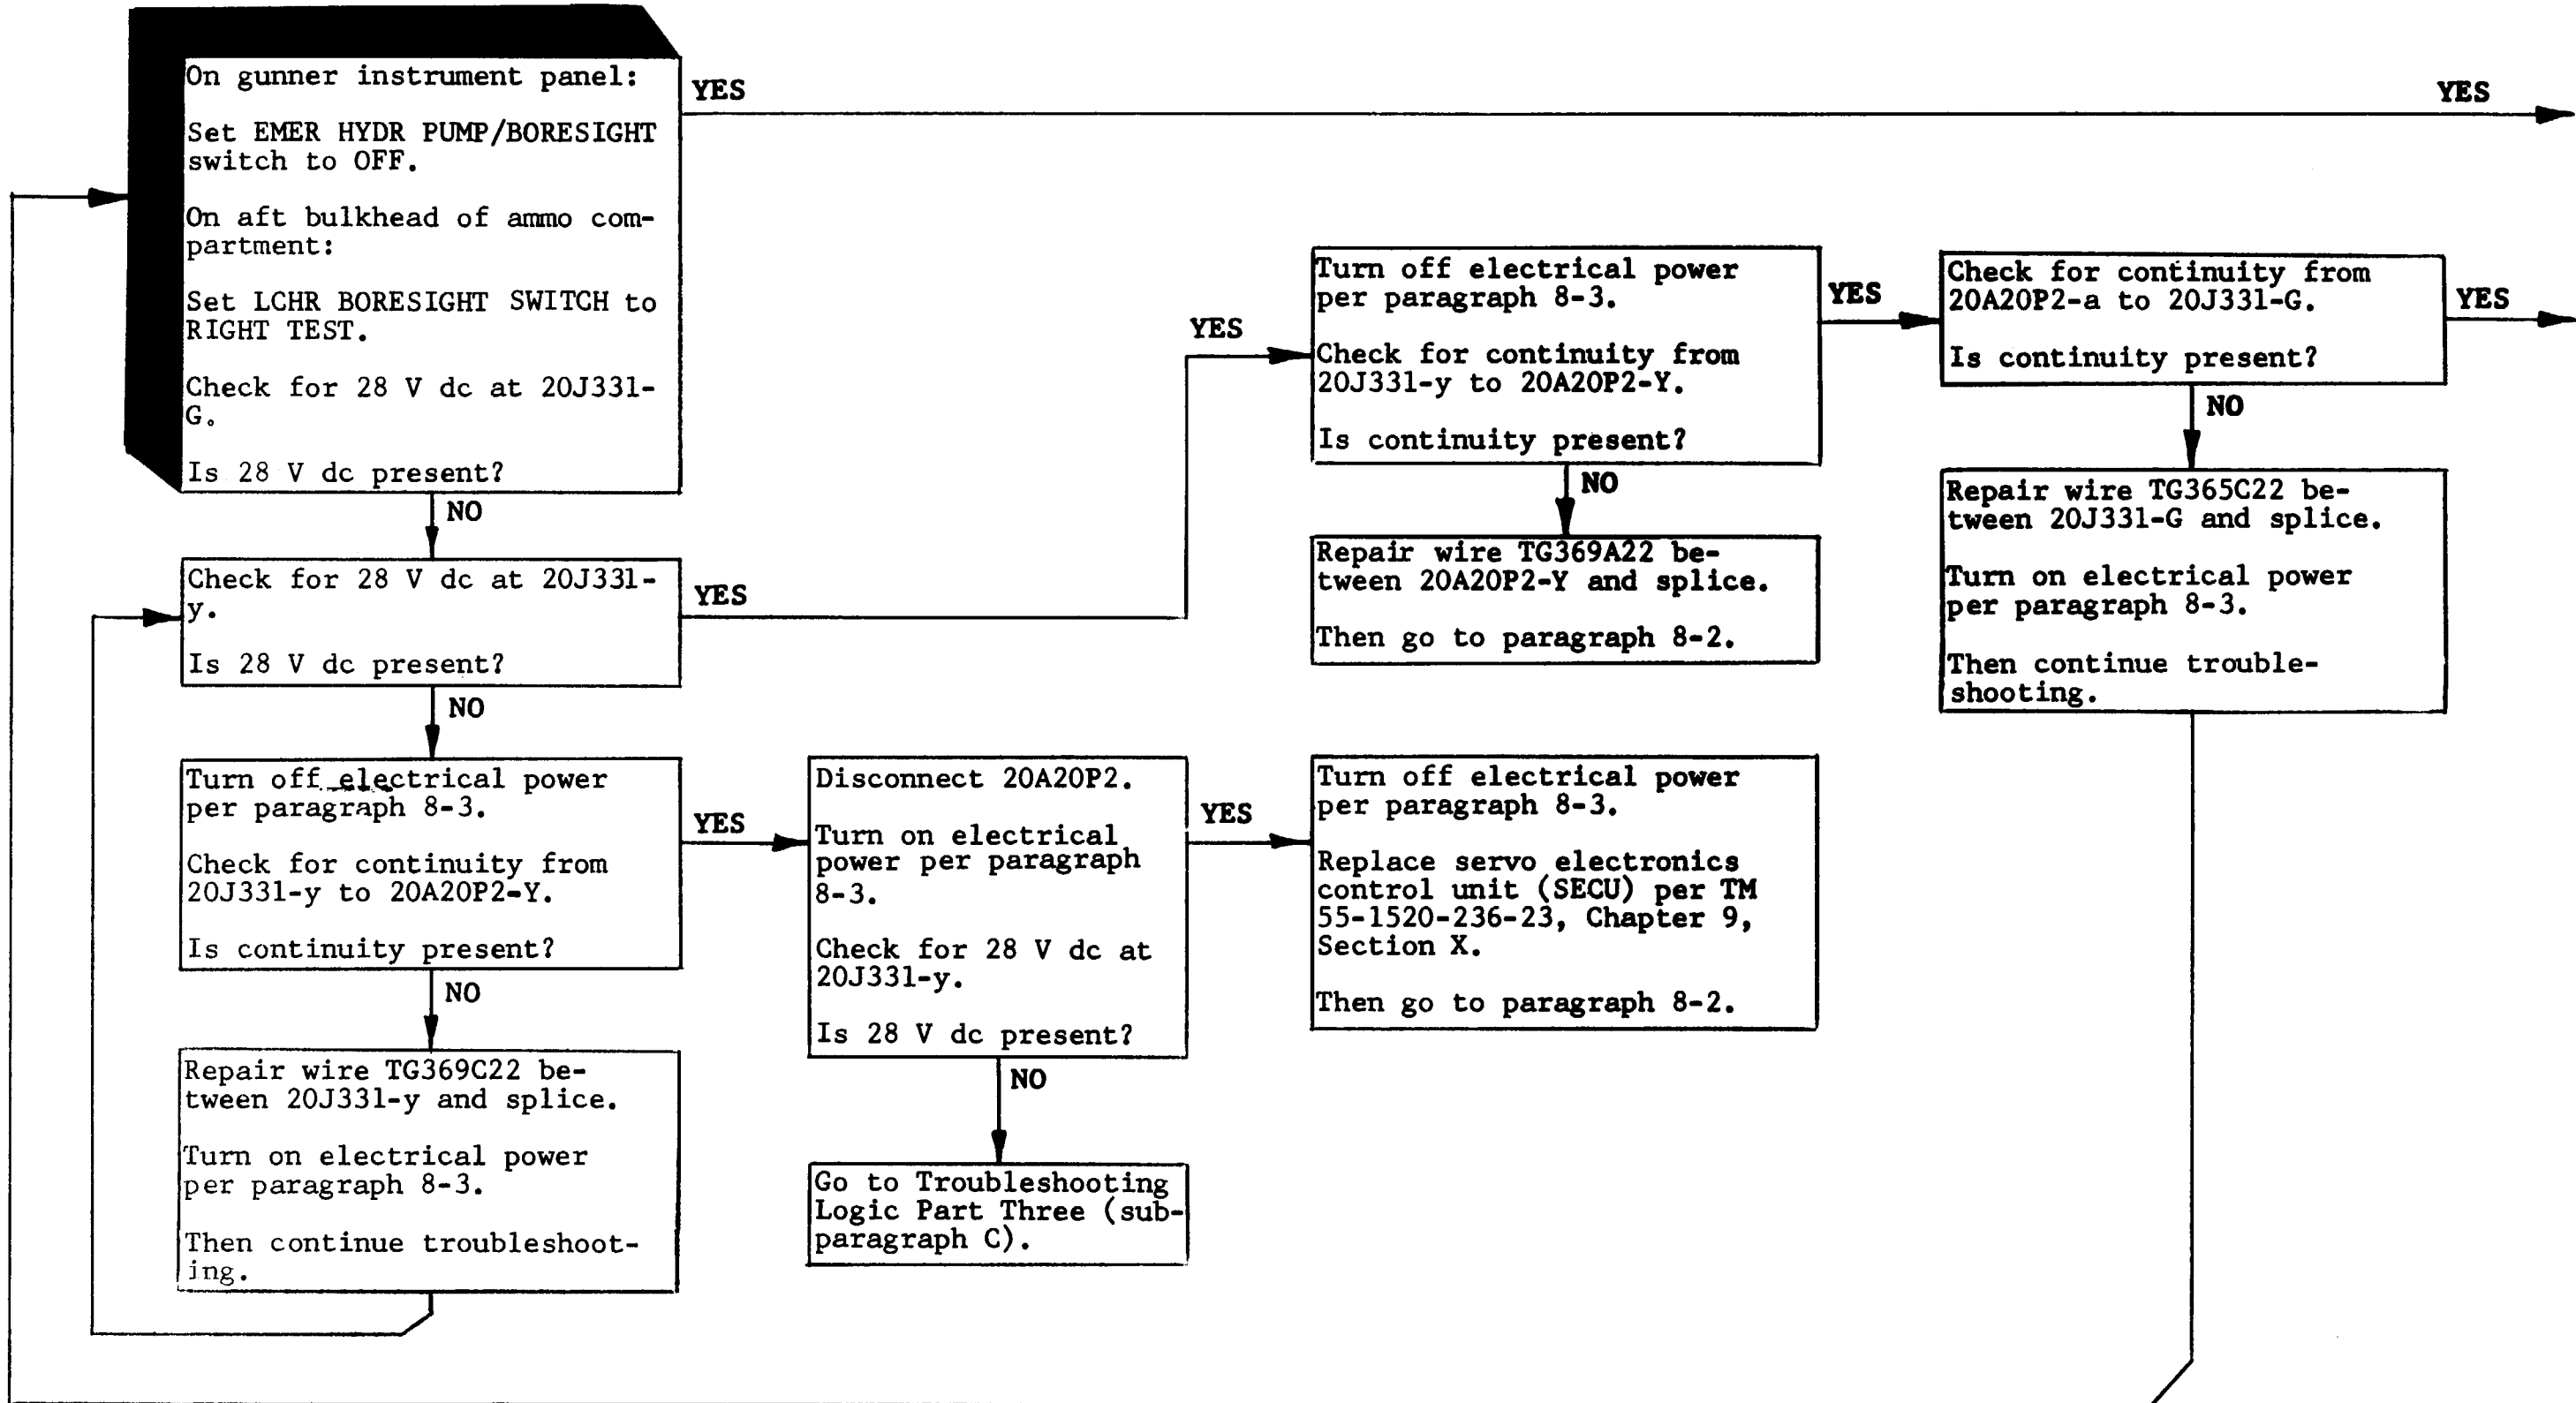 On gunner instrument panel:
Set EMER HYDR PUMP/BORESIGHT
switch to OFF.
On aft bulkhead of ammo com-
partment:
Set LCHR BORESIGHT SWITCH to
RIGHT TEST.
Check for 28 V dc at 20J331-
G.
Is 28 V dc present?
YES
YES
NO
Check for 28 V dc at 20J331-
y.
Is 28 V dc present?
YES
NO
Turn off electrical power
per paragraph 8-3.
Check for continuity from
20J331-y to 20A20P2-Y.
Is continuity present?
YES
NO
Repair wire TG369C22 be-
tween 20J331-y and splice.
Turn on electrical power
per paragraph 8-3.
Then continue troubleshoot-
ing.
Disconnect 20A20P2.
Turn on electrical
power per paragraph
8-3.
Check for 28 V dc at
20J331-y.
Is 28 V dc present?
YES
NO
Go to Troubleshooting
Logic Part Three (sub-
paragraph C).
Turn off electrical power
per paragraph 8-3.
Replace servo electronics
control unit (SECU) per TM
55-1520-236-23, Chapter 9,
Section X.
Then go to paragraph 8-2.
YES
Turn off electrical power
per paragraph 8-3.
Check for continuity from
20J331-y to 20A20P2-Y.
Is continuity present?
YES
NO
Repair wire TG369A22 be-
tween 20A20P2-Y and splice.
Then go to paragraph 8-2.
Check for continuity from
20A20P2-a to 20J331-G.
Is continuity present?
YES
NO
Repair wire TG365C22 be-
tween 20J331-G and splice.
Turn on electrical power
per paragraph 8-3.
Then continue trouble-
shooting.